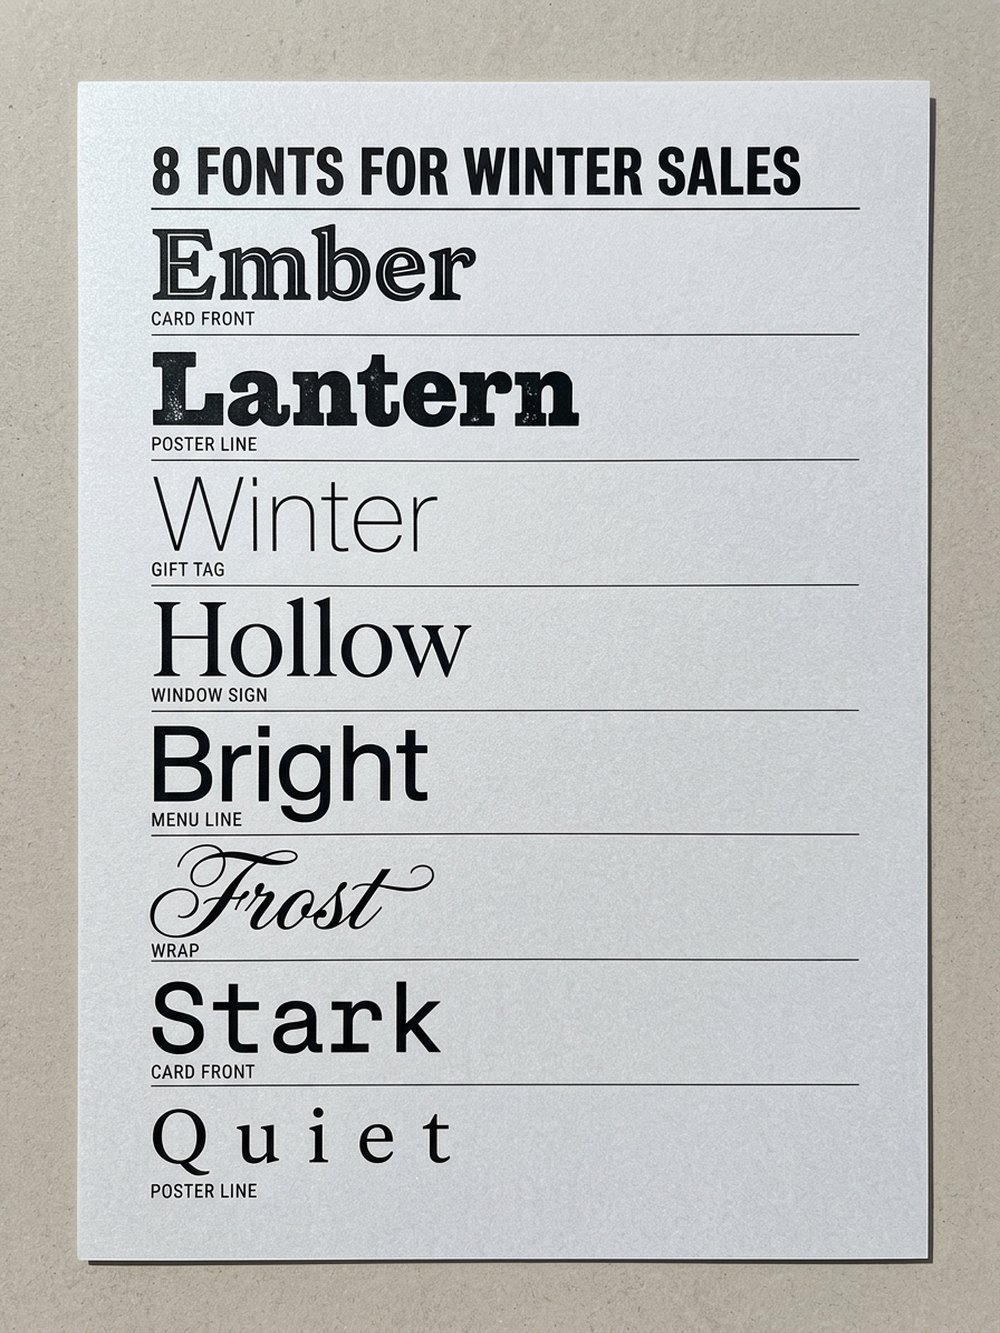 8 FONTS FOR WINTER SALES
Ember
CARD FRONT
Lantern
POSTER LINE
Winter
GIFT TAG
Hollow
WINDOW SIGN
Bright
MENU LINE
Frost
WRAP
Stark
CARD FRONT
Quiet
POSTER LINE